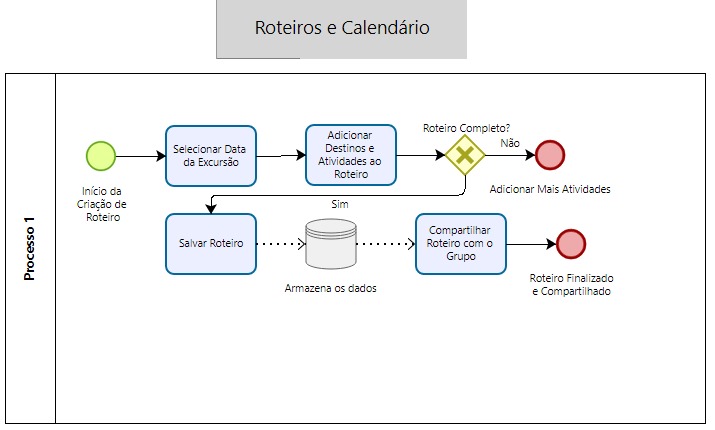 Roteiros e Calendário
Processo 1
Início da
Criação de
Roteiro
Selecionar Data
da Excursão
Adicionar
Destinos e
Atividades ao
Roteiro
Roteiro Completo?
Não
Adicionar Mais Atividades
Sim
Salvar Roteiro
Armazena os dados
Compartilhar
Roteiro com o
Grupo
Roteiro Finalizado
e Compartilhado